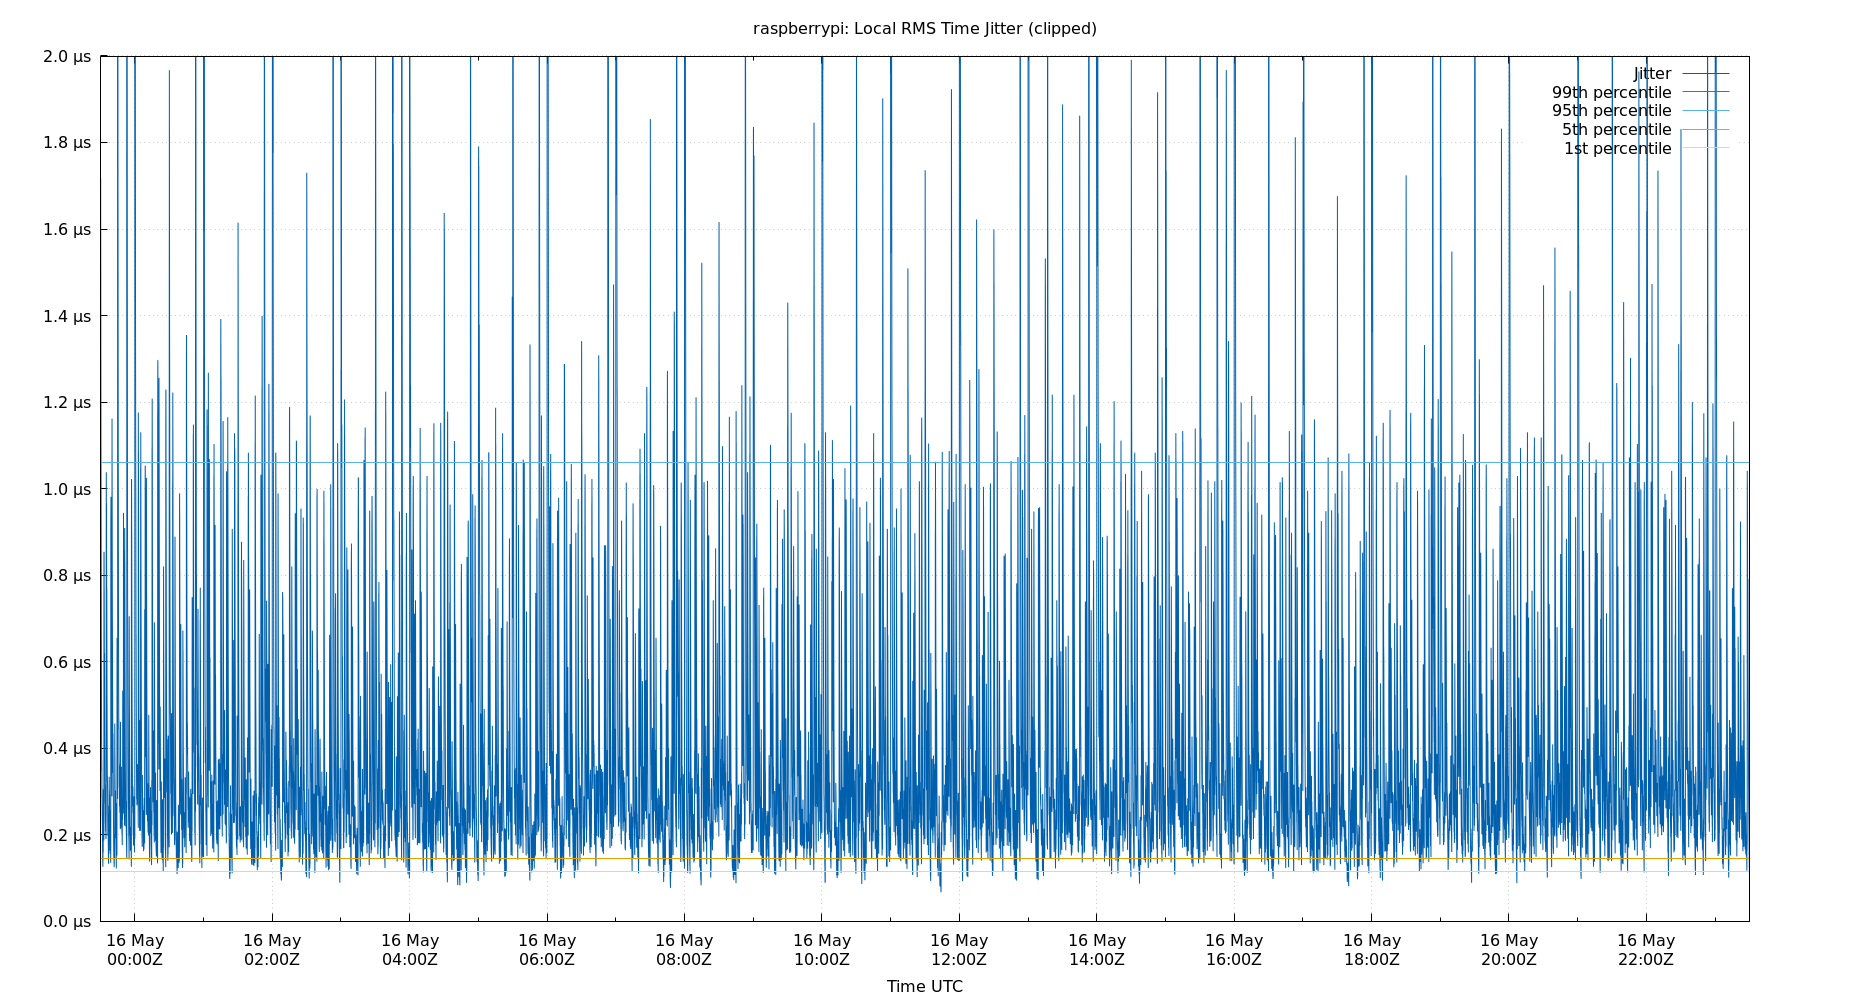 raspberrypi: Local RMS Time Jitter (clipped)
2.0 µs
1.8 µs
1.6 µs
1.4 µs
1.2 µs
1.0 µs
0.8 µs
0.6 µs
0.4 µs
0.2 µs
0.0 µs
Jitter
99th percentile
95th percentile
5th percentile
1st percentile
16 May 16 May 16 May 16 May 16 May 16 May 16 May 16 May 16 May 16 May 16 May 16 May
00:00Z 02:00Z 04:00Z 06:00Z 08:00Z 10:00Z 12:00Z 14:00Z 16:00Z 18:00Z 20:00Z 22:00Z
Time UTC